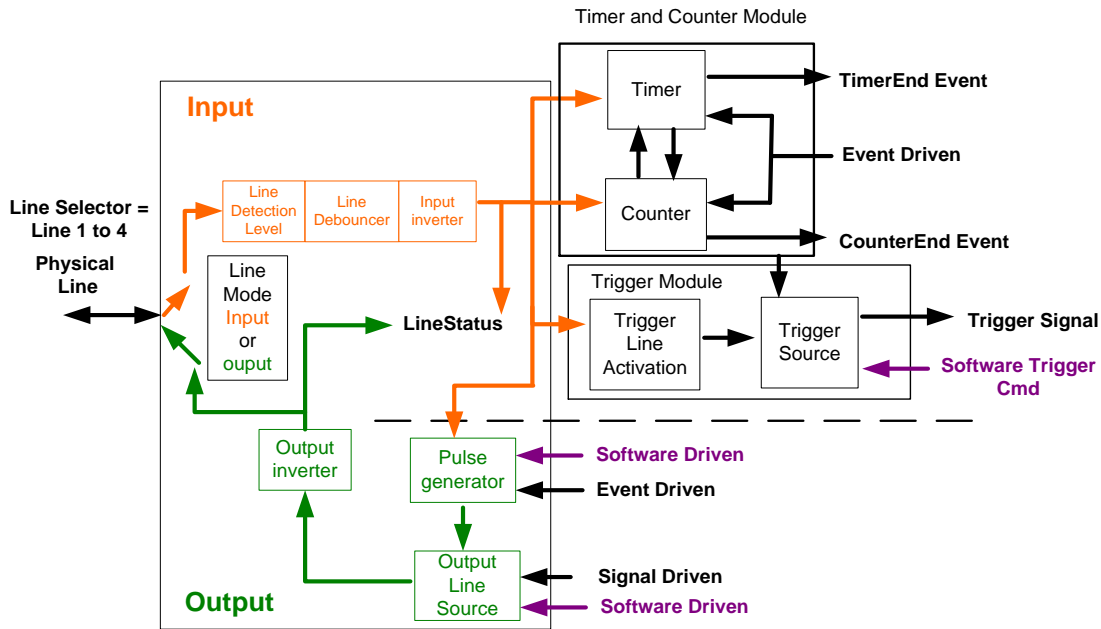 Timer and Counter Module
Input
Timer
TimerEnd Event
Event Driven
Line
Detection
Level
Line
Debouncer
Input
inverter
Counter
CounterEnd Event
Line Selector =
Line 1 to 4
Physical
Line
Line
Mode
Input
or
ouput
LineStatus
Trigger Module
Trigger
Line
Activation
Trigger
Source
Trigger Signal
Software Trigger
Cmd
Output
inverter
Pulse
generator
Software Driven
Event Driven
Output
Line
Source
Signal Driven
Software Driven
Output